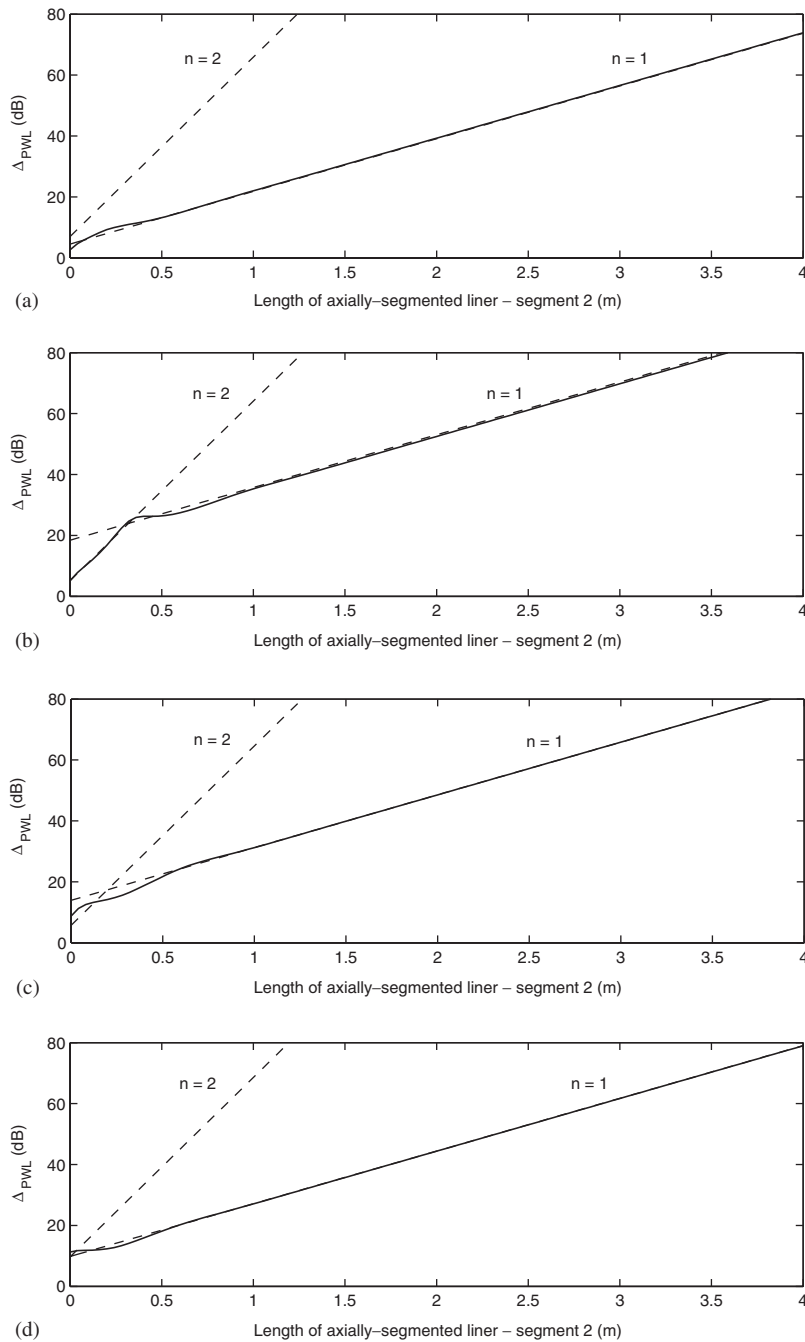 80
60
40
20
0
Δ_PWL (dB)
n = 2
n = 1
0 0.5 1 1.5 2 2.5 3 3.5 4
(a)
Length of axially–segmented liner – segment 2 (m)
80
60
40
20
0
Δ_PWL (dB)
n = 2
n = 1
0 0.5 1 1.5 2 2.5 3 3.5 4
(b)
Length of axially–segmented liner – segment 2 (m)
80
60
40
20
0
Δ_PWL (dB)
n = 2
n = 1
0 0.5 1 1.5 2 2.5 3 3.5 4
(c)
Length of axially–segmented liner – segment 2 (m)
80
60
40
20
0
Δ_PWL (dB)
n = 2
n = 1
0 0.5 1 1.5 2 2.5 3 3.5 4
(d)
Length of axially–segmented liner – segment 2 (m)